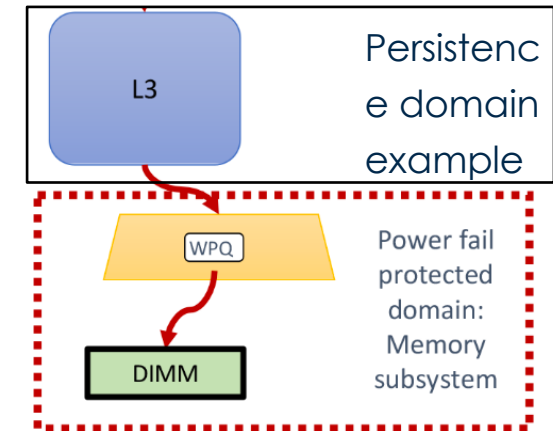 L3
Persistenc
e domain
example
WPQ
Power fail
protected
domain:
Memory
subsystem
DIMM